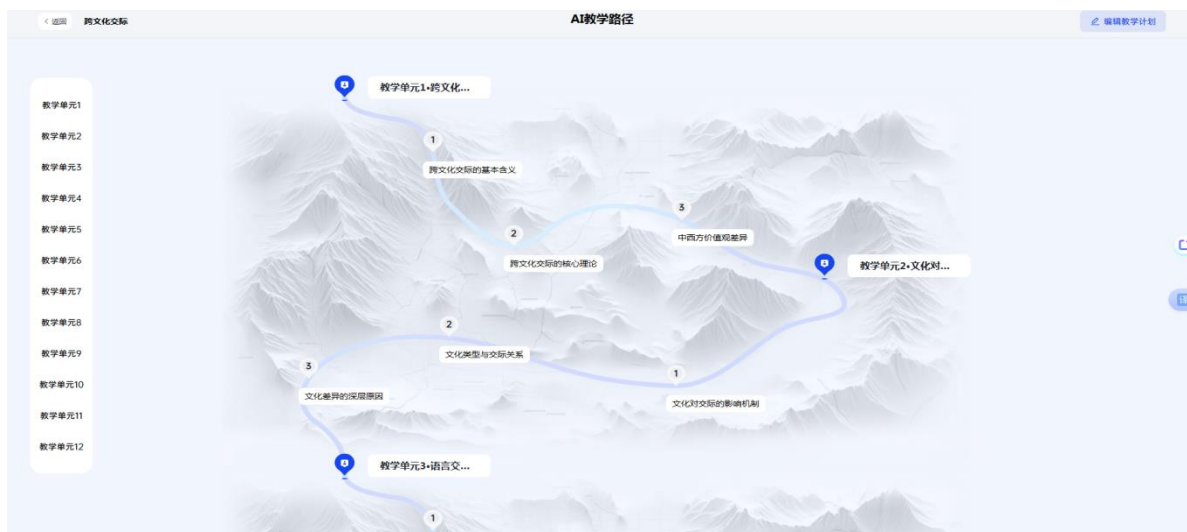 < 返回 跨文化交际 AI教学路径 编辑教学计划
教学单元1•跨文化...
教学单元1
教学单元2
1
教学单元3
跨文化交际的基本含义
教学单元4
3
教学单元5
2
中西方价值观差异
教学单元6
跨文化交际的核心理论
教学单元2•文化对...
教学单元7
教学单元8
2
教学单元9
文化类型与交际关系
3
1
教学单元10
文化差异的深层原因
文化对交际的影响机制
教学单元11
教学单元12
教学单元3•语言交...
1
译